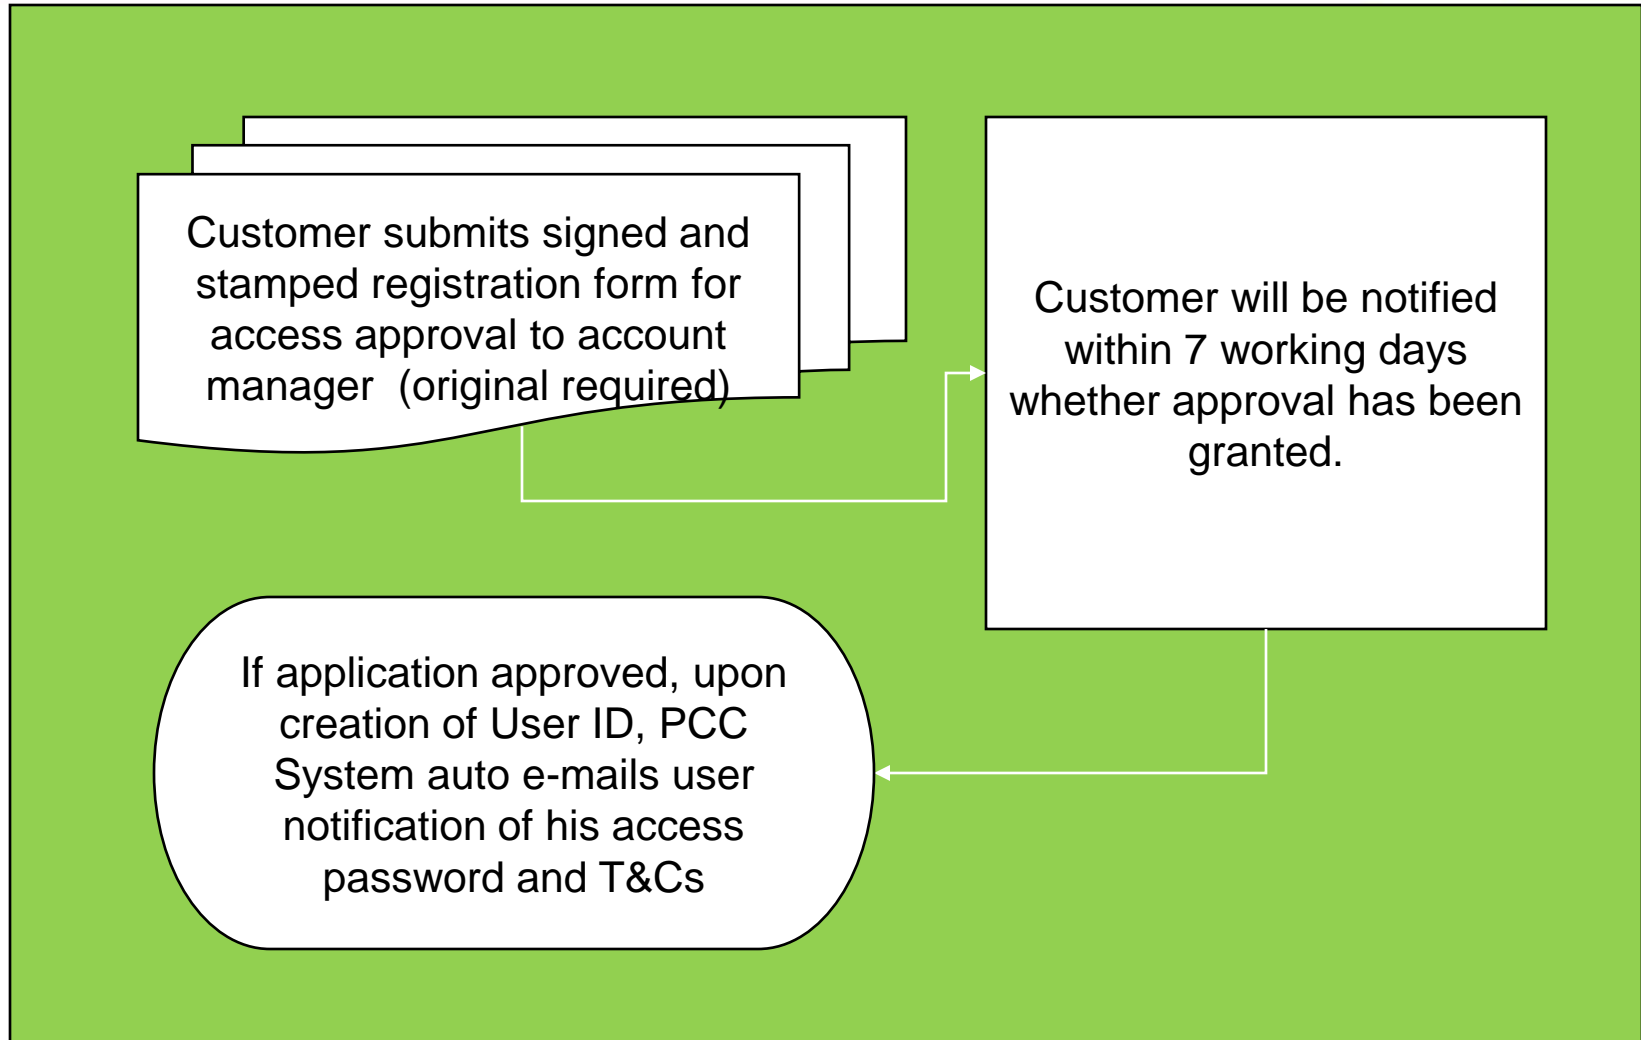 Customer submits signed and
stamped registration form for
access approval to account
manager  (original required)
Customer will be notified
within 7 working days
whether approval has been
granted.
If application approved, upon
creation of User ID, PCC
System auto e-mails user
notification of his access
password and T&Cs